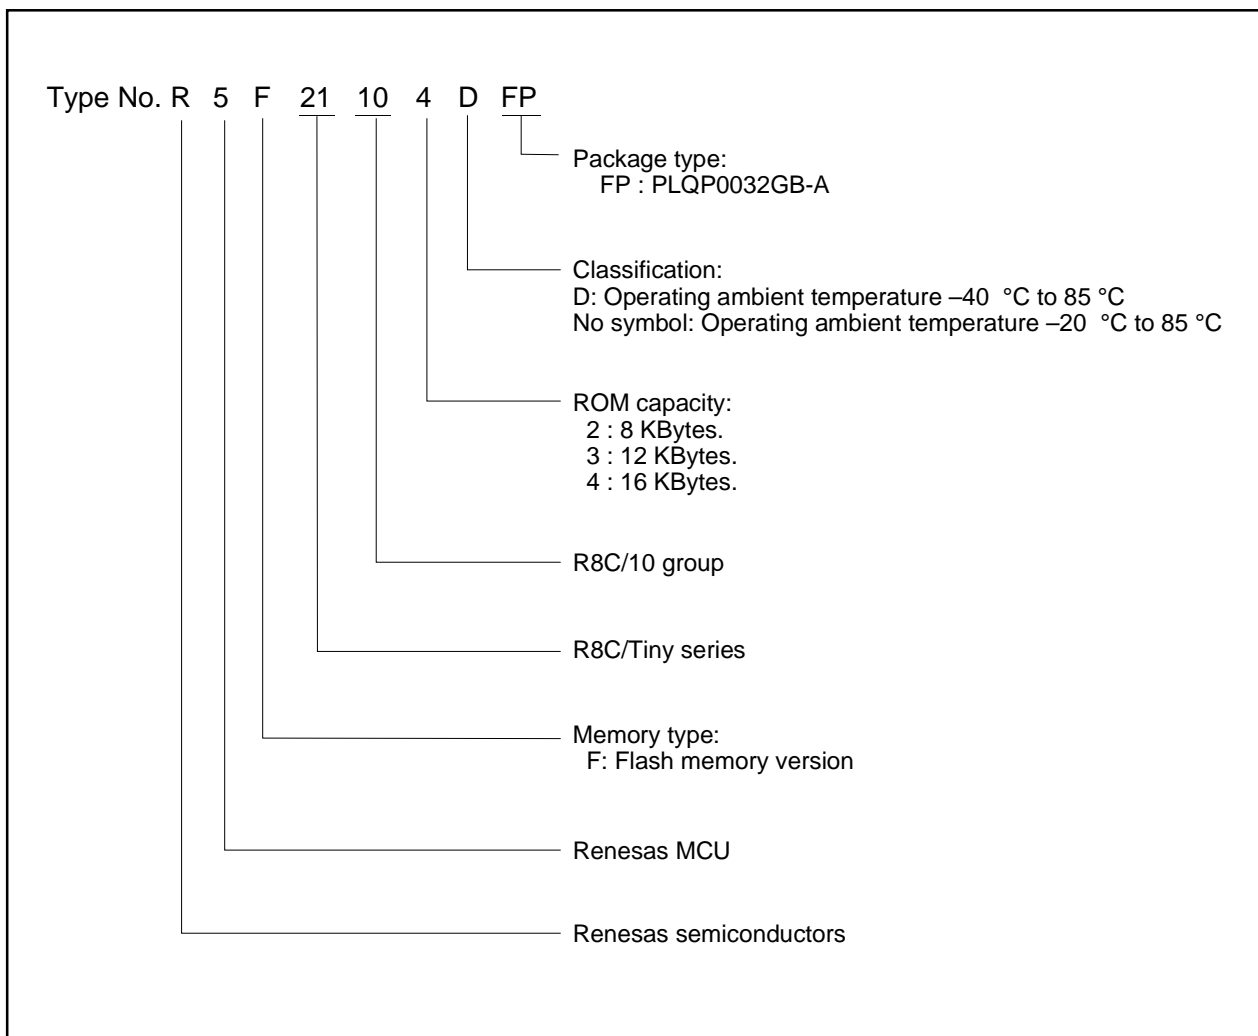 Type No. R 5 F 21 10 4 D FP
Package type:
FP : PLQP0032GB-A
Classification:
D: Operating ambient temperature –40 °C to 85 °C
No symbol: Operating ambient temperature –20 °C to 85 °C
ROM capacity:
2 : 8 KBytes.
3 : 12 KBytes.
4 : 16 KBytes.
R8C/10 group
R8C/Tiny series
Memory type:
F: Flash memory version
Renesas MCU
Renesas semiconductors